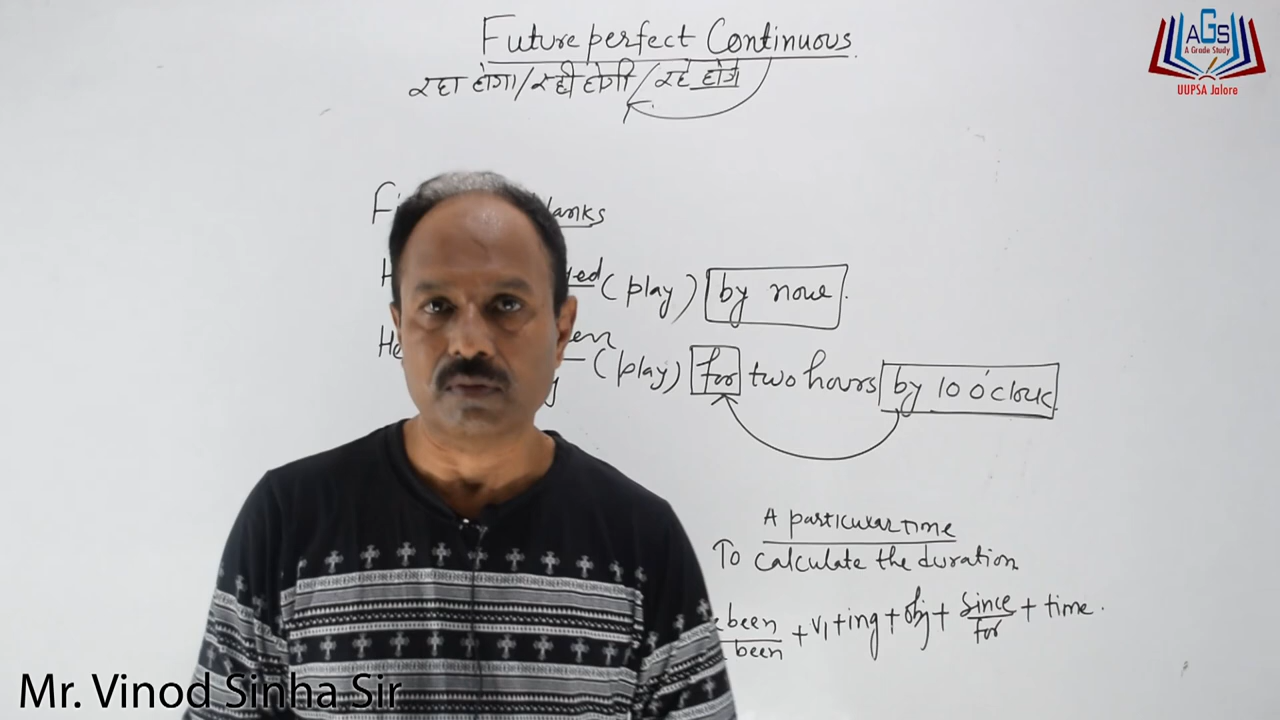 Future perfect Continuous.
रहा होगा/रही होगी/रहे होंगे
AGS
A Grade Study
UUPSA Jalore
(play) by now.
(play) for two hours by 10 o'clock
A particular time
To calculate the duration
been + V1 + ing + obj + since + time.
been for
Mr. Vinod Sinha Sir